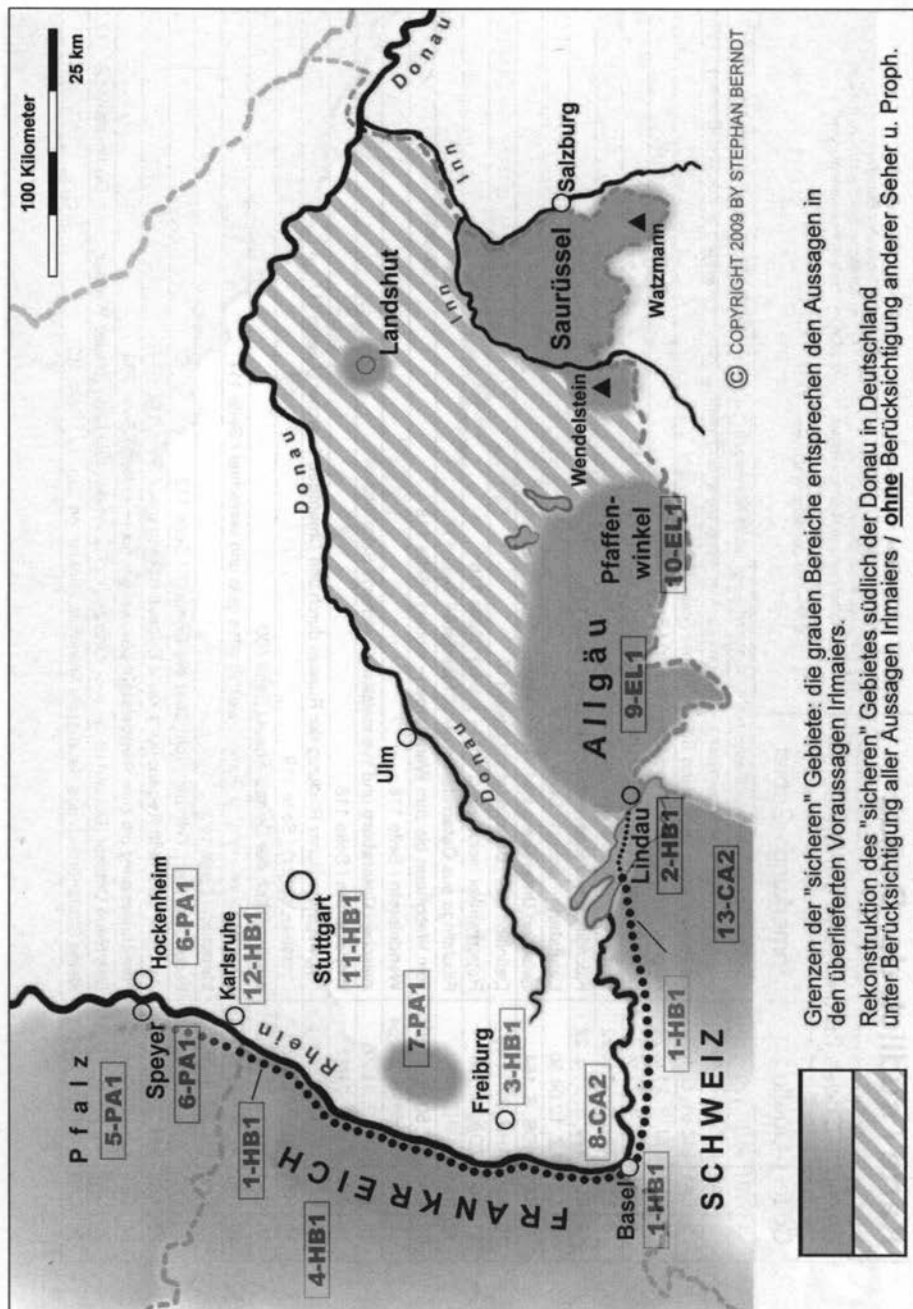 100 Kilometer
25 km
Donau
Inn
Salzburg
Landshut
Inn
Saurüssel
Watzmann
Wendelstein
Donau
Pfaffen-
winkel
10-EL1
Allgäu
9-EL1
Ulm
Donau
Lindau
2-HB1
13-CA2
Hockenheim
6-PA1
Karlsruhe
12-HB1
Stuttgart
11-HB1
Pfalz
5-PA1
Speyer
6-PA1
Rhein
7-PA1
1-HB1
Freiburg
3-HB1
8-CA2
1-HB1
FRANKREICH
4-HB1
Basel
1-HB1
SCHWEIZ
© COPYRIGHT 2009 BY STEPHAN BERNDT
Grenzen der "sicheren" Gebiete: die grauen Bereiche entsprechen den Aussagen in
den überlieferten Voraussagen Irlmaiers.
Rekonstruktion des "sicheren" Gebietes südlich der Donau in Deutschland
unter Berücksichtigung aller Aussagen Irlmaiers / ohne Berücksichtigung anderer Seher u. Proph.